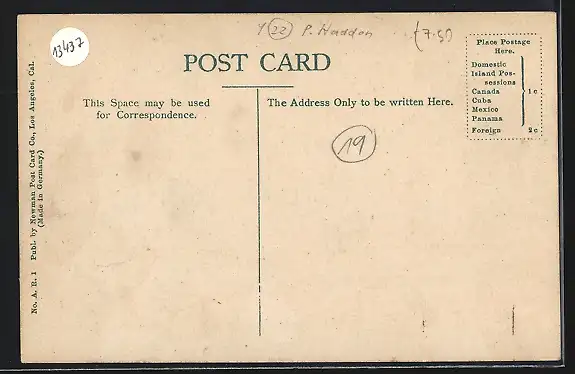 13437
Y (22) P. Haddon
(7.50
POST CARD
Place Postage
Here.
Domestic
Island Pos-
sessions
Canada
Cuba
Mexico
Panama
1c
Foreign 2c
This Space may be used
for Correspondence.
The Address Only to be written Here.
19
No. A. R. 1 Publ. by Newman Post Card Co., Los Angeles, Cal.
(Made in Germany)